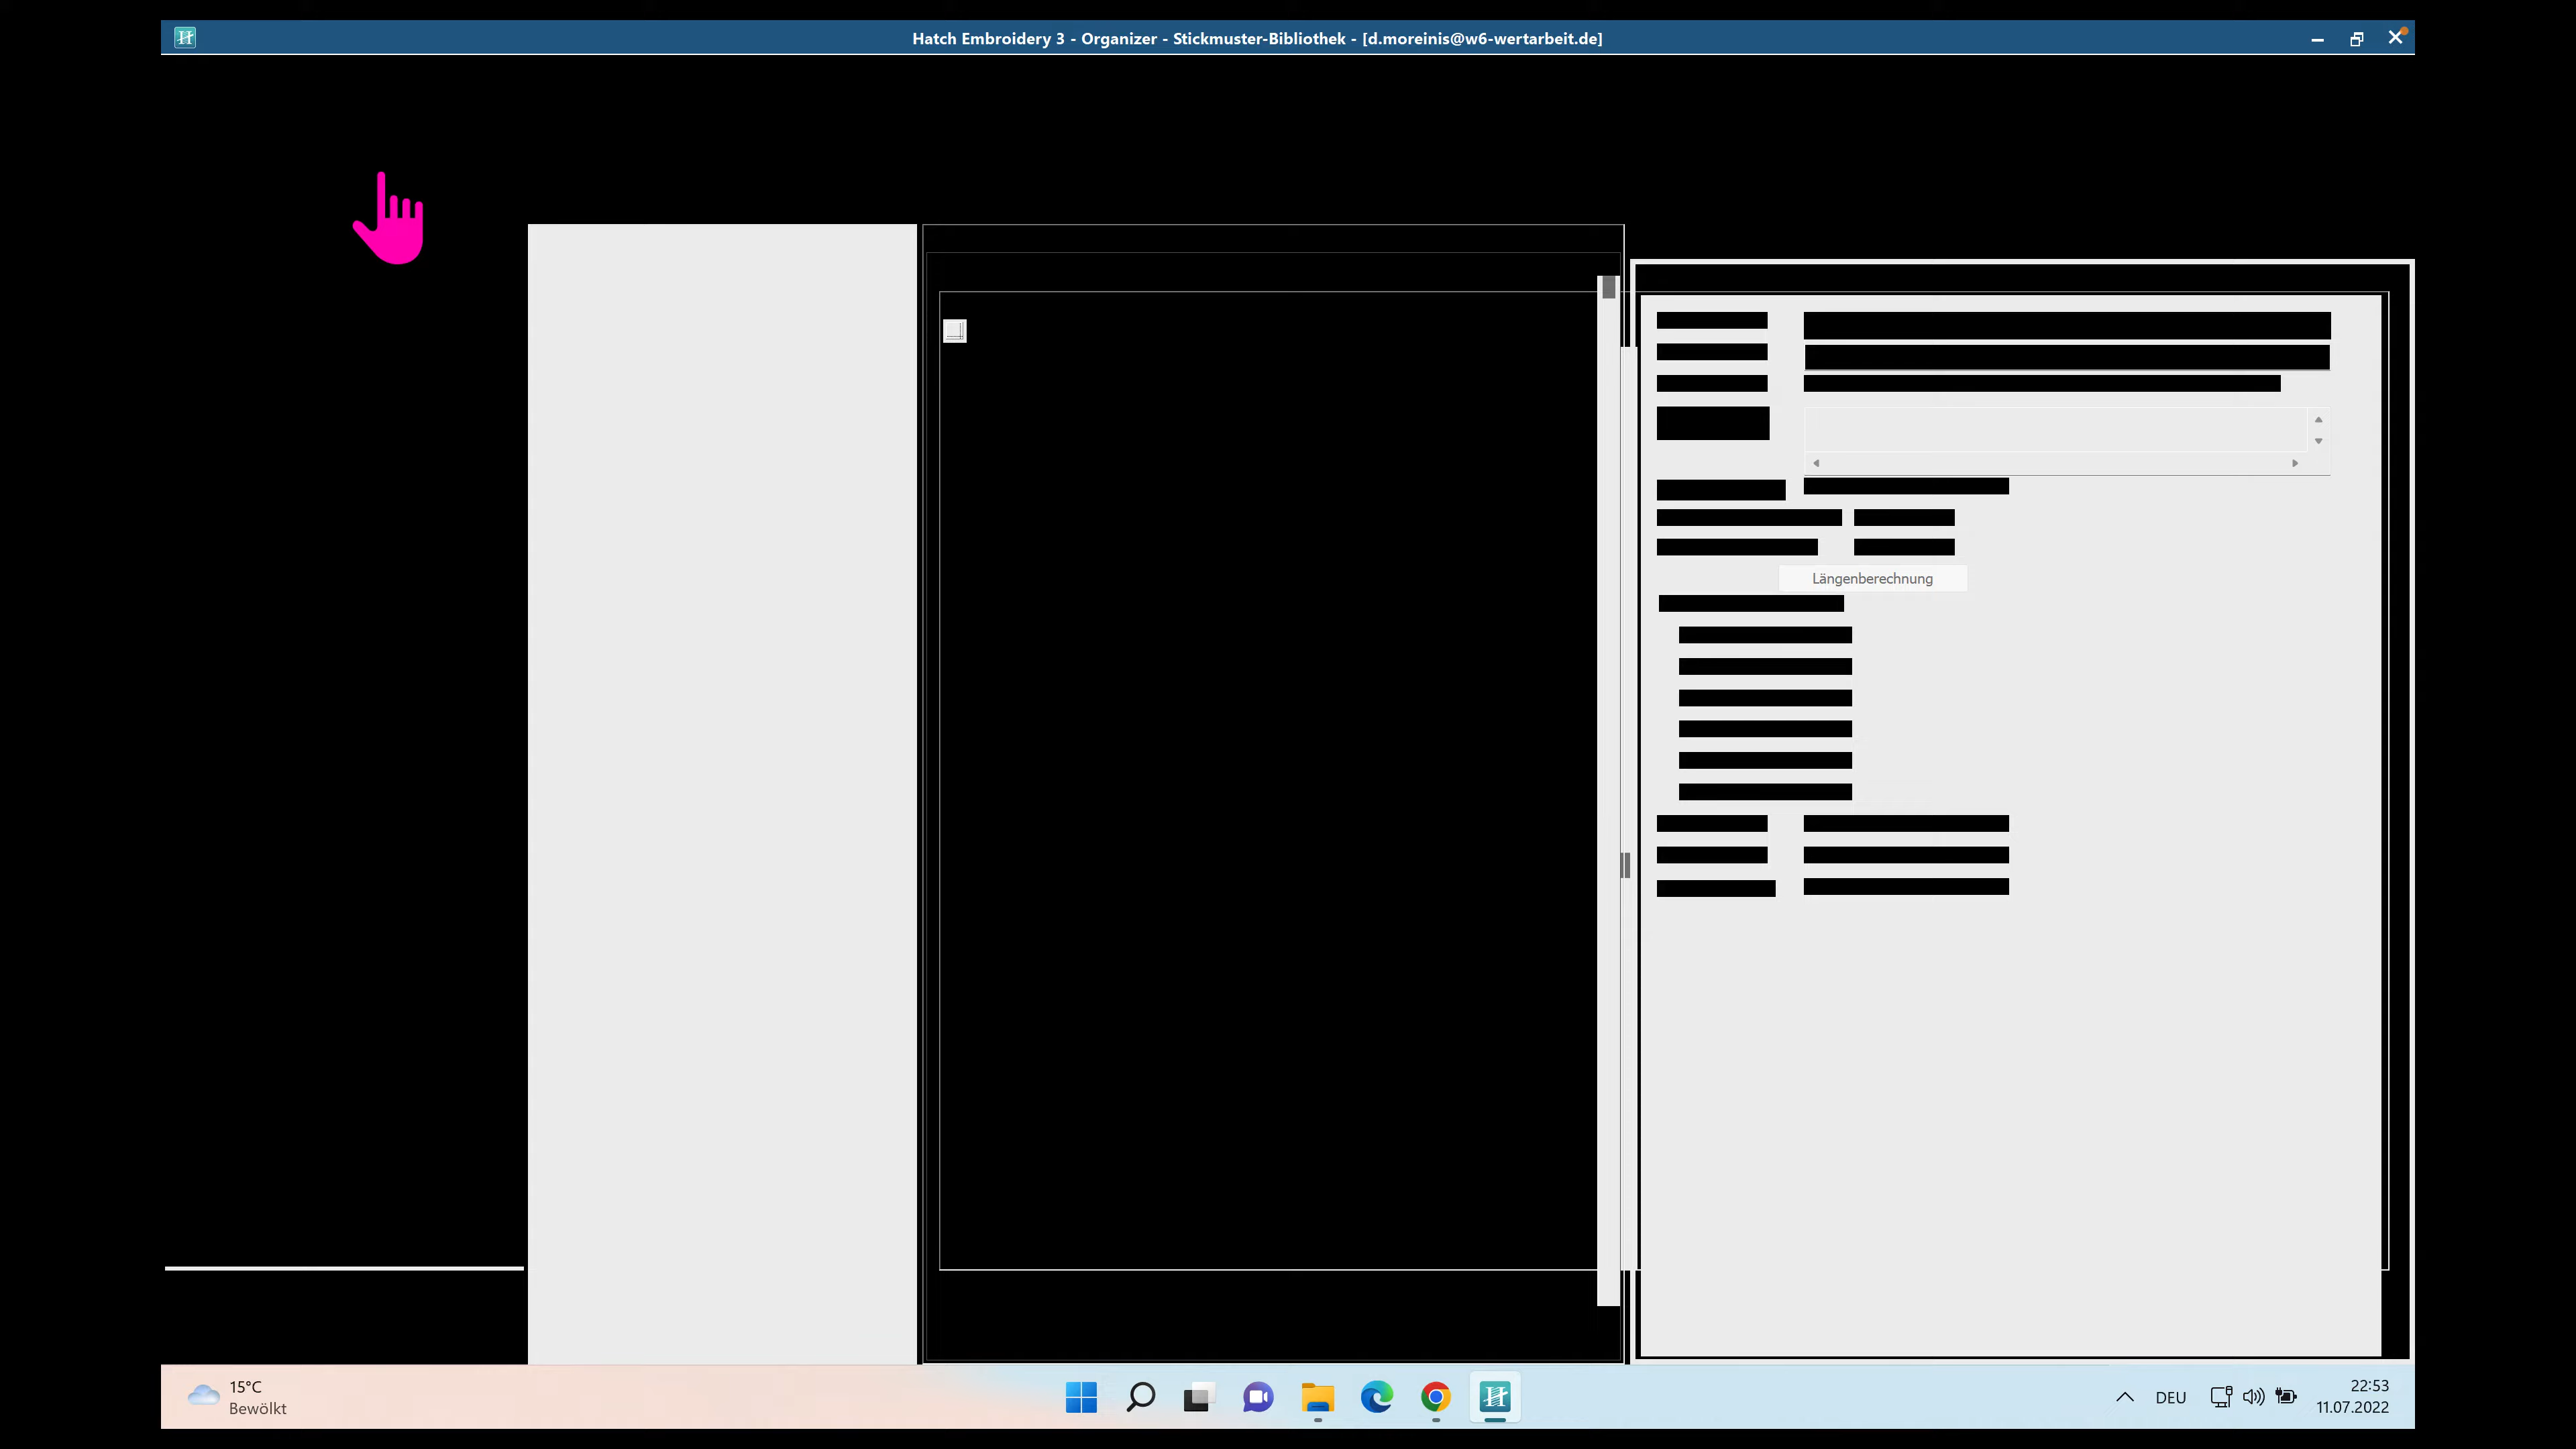 Hatch Embroidery 3 - Organizer - Stickmuster-Bibliothek - [d.moreinis@w6-wertarbeit.de]
Längenberechnung
15°C
Bewölkt
DEU
22:53
11.07.2022